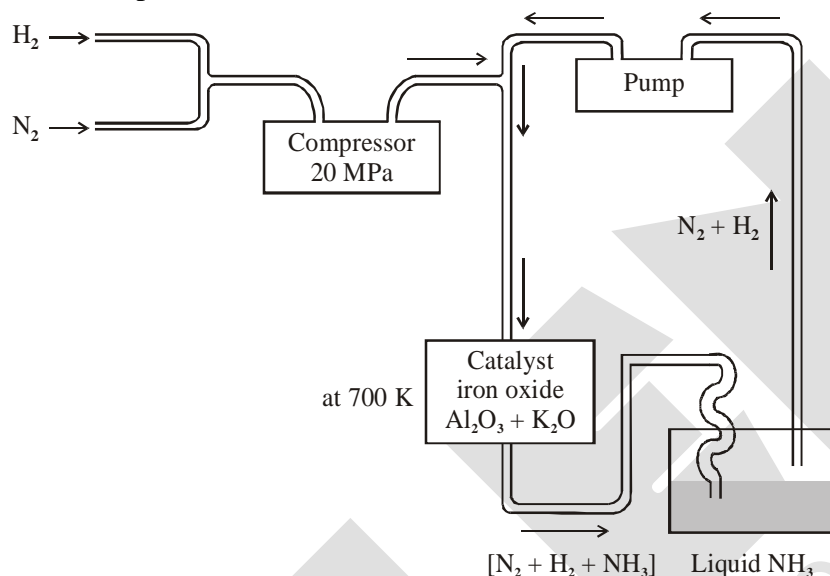 H₂
N₂
Compressor
20 MPa
Pump
N₂ + H₂
at 700 K
Catalyst
iron oxide
Al₂O₃ + K₂O
[N₂ + H₂ + NH₃]
Liquid NH₃